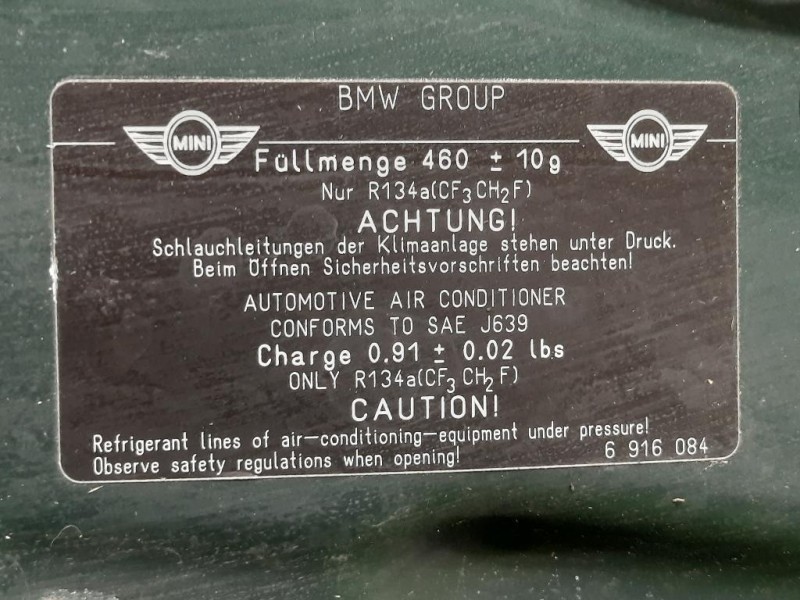 BMW GROUP
MINI MINI
Füllmenge 460 ± 10g
Nur R134a(CF₃CH₂F)
ACHTUNG!
Schlauchleitungen der Klimaanlage stehen unter Druck.
Beim Öffnen Sicherheitsvorschriften beachten!
AUTOMOTIVE AIR CONDITIONER
CONFORMS TO SAE J639
Charge 0.91 ± 0.02 lbs
ONLY R134a(CF₃CH₂F)
CAUTION!
Refrigerant lines of air-conditioning-equipment under pressure!
Observe safety regulations when opening!
6 916 084